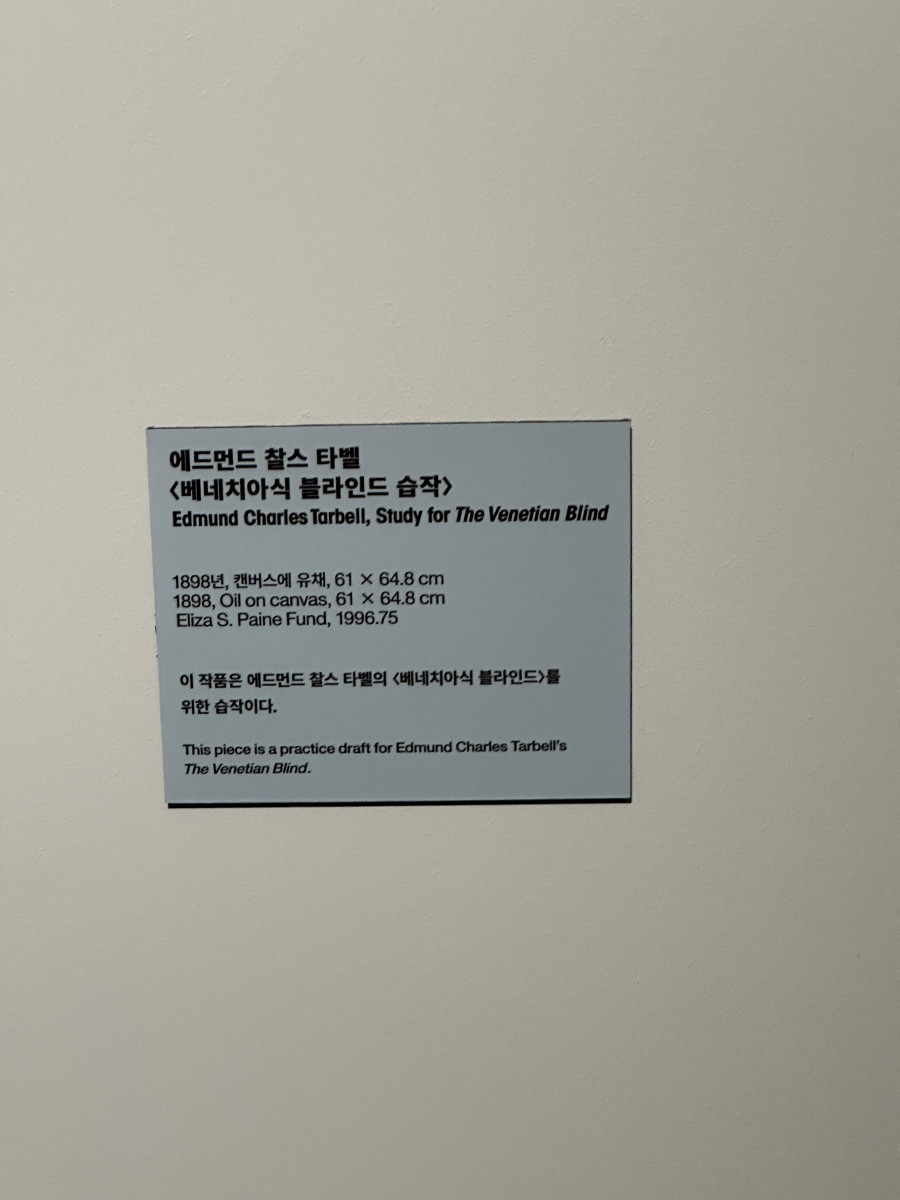 에드먼드 찰스 타벨
〈베네치아식 블라인드 습작〉
Edmund Charles Tarbell, Study for The Venetian Blind
1898년, 캔버스에 유채, 61 × 64.8 cm
1898, Oil on canvas, 61 × 64.8 cm
Eliza S. Paine Fund, 1996.75
이 작품은 에드먼드 찰스 타벨의 〈베네치아식 블라인드〉를
위한 습작이다.
This piece is a practice draft for Edmund Charles Tarbell's
The Venetian Blind.